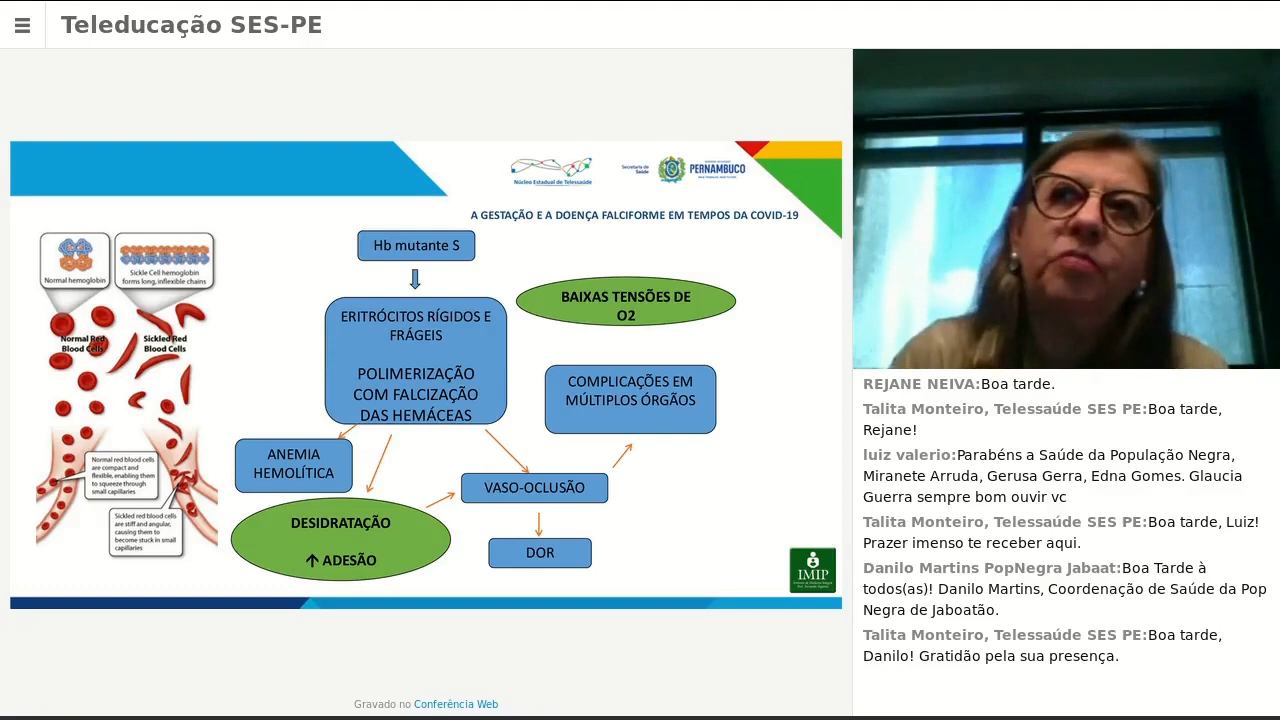 Teleducação SES-PE
Núcleo Estadual de Telessaúde
Secretaria de
Saúde
PERNAMBUCO
A GESTAÇÃO E A DOENÇA FALCIFORME EM TEMPOS DA COVID-19
Normal hemoglobin
Sickle Cell hemoglobin
forms long, inflexible chains
Normal Red
Blood Cells
Sickled Red
Blood Cells
Normal red blood cells
are compact and
flexible, enabling them
to squeeze through
small capillaries
Sickled red blood cells
are stiff and angular,
causing them to
become stuck in small
capillaries
Hb mutante S
ERITRÓCITOS RÍGIDOS E
FRÁGEIS
POLIMERIZAÇÃO
COM FALCIZAÇÃO
DAS HEMÁCEAS
BAIXAS TENSÕES DE
O2
COMPLICAÇÕES EM
MÚLTIPLOS ÓRGÃOS
ANEMIA
HEMOLÍTICA
VASO-OCLUSÃO
DESIDRATAÇÃO
↑ ADESÃO
DOR
IMIP
Gravado no Conferência Web
REJANE NEIVA:Boa tarde.
Talita Monteiro, Telessaúde SES PE:Boa tarde,
Rejane!
luiz valerio:Parabéns a Saúde da População Negra,
Miranete Arruda, Gerusa Gerra, Edna Gomes. Glaucia
Guerra sempre bom ouvir vc
Talita Monteiro, Telessaúde SES PE:Boa tarde, Luiz!
Prazer imenso te receber aqui.
Danilo Martins PopNegra Jabaat:Boa Tarde à
todos(as)! Danilo Martins, Coordenação de Saúde da Pop
Negra de Jaboatão.
Talita Monteiro, Telessaúde SES PE:Boa tarde,
Danilo! Gratidão pela sua presença.